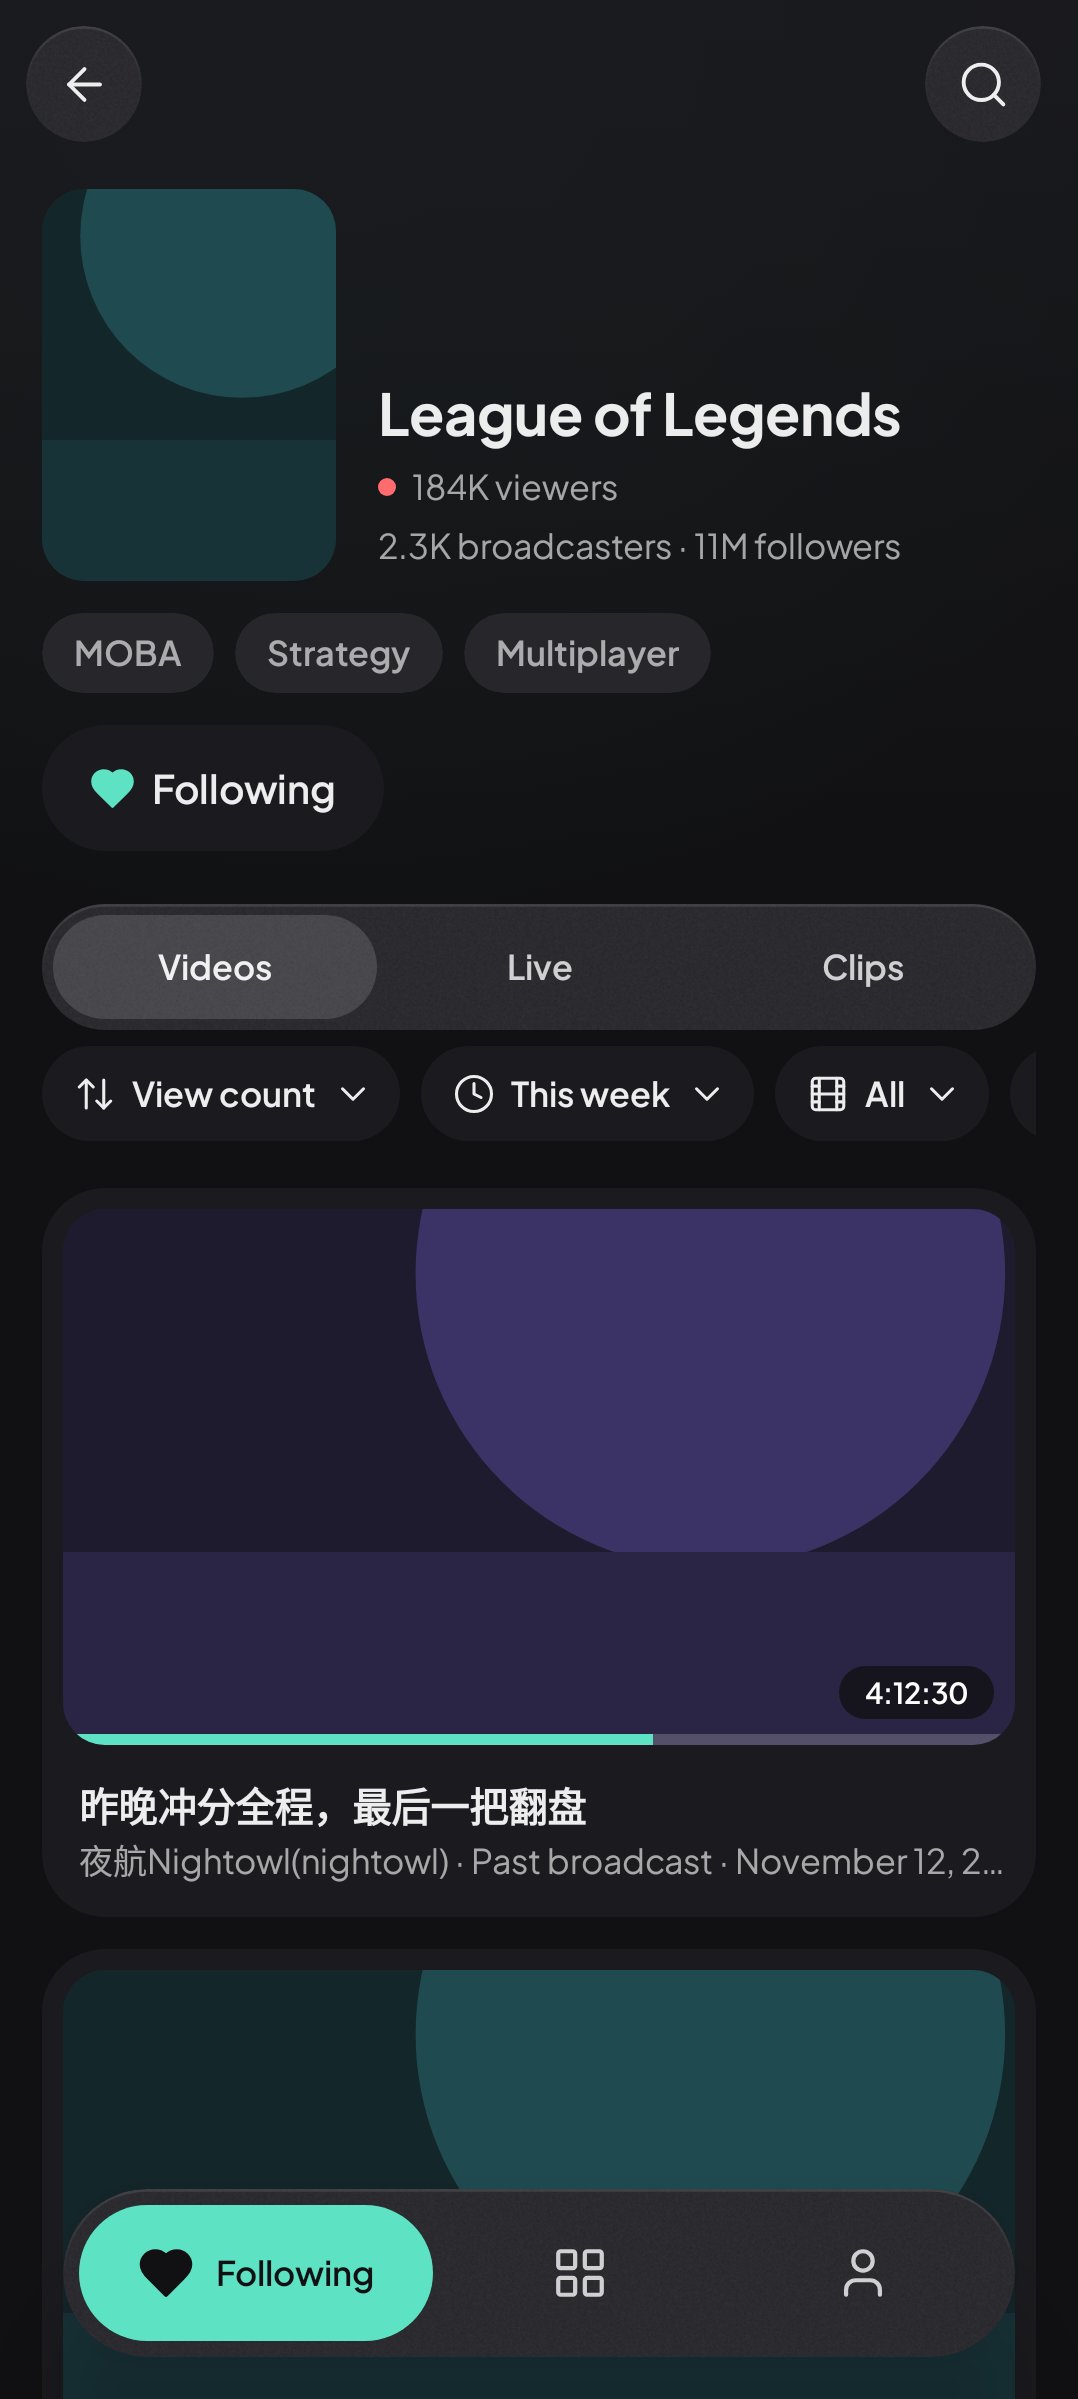 League of Legends
184K viewers
2.3K broadcasters · 11M followers
MOBA
Strategy
Multiplayer
Following
Videos
Live
Clips
View count
This week
All
4:12:30
昨晚冲分全程，最后一把翻盘
夜航Nightowl(nightowl) · Past broadcast · November 12, 2...
Following